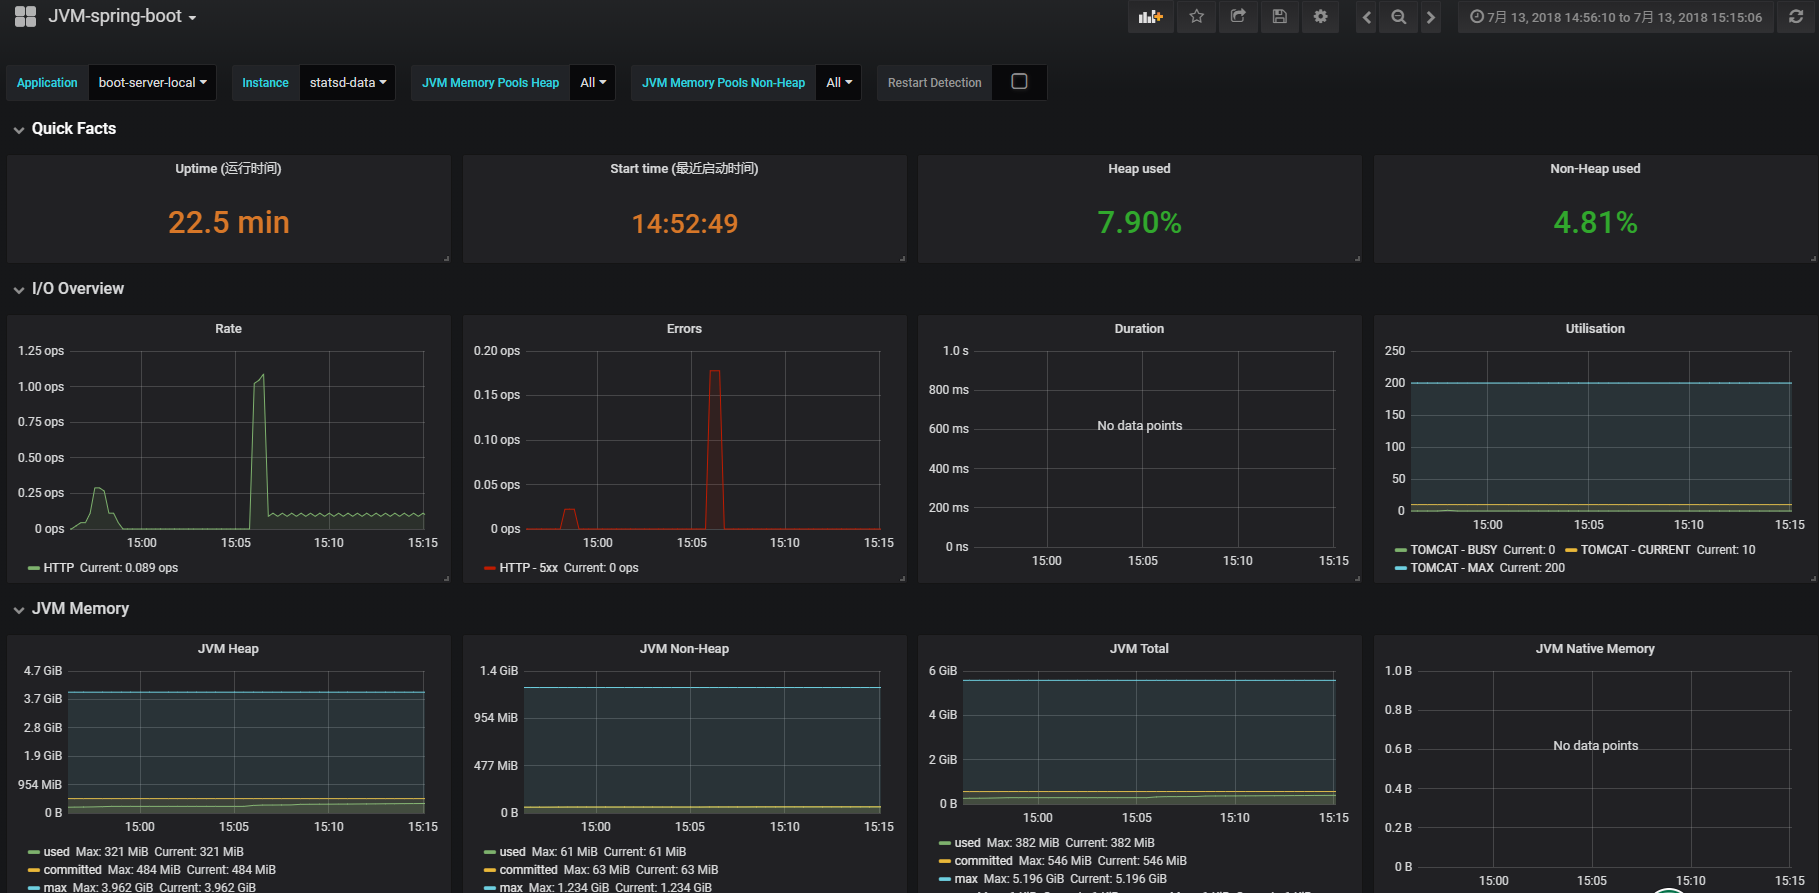 JVM-spring-boot
7月 13, 2018 14:56:10 to 7月 13, 2018 15:15:06
Application boot-server-local Instance statsd-data JVM Memory Pools Heap All JVM Memory Pools Non-Heap All Restart Detection
Quick Facts
Uptime (运行时间)
22.5 min
Start time (最近启动时间)
14:52:49
Heap used
7.90%
Non-Heap used
4.81%
I/O Overview
Rate
1.25 ops
1.00 ops
0.75 ops
0.50 ops
0.25 ops
0 ops
15:00 15:05 15:10 15:15
HTTP Current: 0.089 ops
Errors
0.20 ops
0.15 ops
0.10 ops
0.05 ops
0 ops
15:00 15:05 15:10 15:15
HTTP - 5xx Current: 0 ops
Duration
1.0 s
800 ms
600 ms
400 ms
200 ms
0 ns
No data points
15:00 15:05 15:10 15:15
Utilisation
250
200
150
100
50
0
15:00 15:05 15:10 15:15
TOMCAT - BUSY Current: 0 TOMCAT - CURRENT Current: 10
TOMCAT - MAX Current: 200
JVM Memory
JVM Heap
4.7 GiB
3.7 GiB
2.8 GiB
1.9 GiB
954 MiB
0 B
15:00 15:05 15:10 15:15
used Max: 321 MiB Current: 321 MiB
committed Max: 484 MiB Current: 484 MiB
max Max: 3.962 GiB Current: 3.962 GiB
JVM Non-Heap
1.4 GiB
954 MiB
477 MiB
0 B
15:00 15:05 15:10 15:15
used Max: 61 MiB Current: 61 MiB
committed Max: 63 MiB Current: 63 MiB
max Max: 1.234 GiB Current: 1.234 GiB
JVM Total
6 GiB
4 GiB
2 GiB
0 B
15:00 15:05 15:10 15:15
used Max: 382 MiB Current: 382 MiB
committed Max: 546 MiB Current: 546 MiB
max Max: 5.196 GiB Current: 5.196 GiB
JVM Native Memory
1.0 B
0.8 B
0.6 B
0.4 B
0.2 B
0 B
No data points
15:00 15:05 15:10 15:15